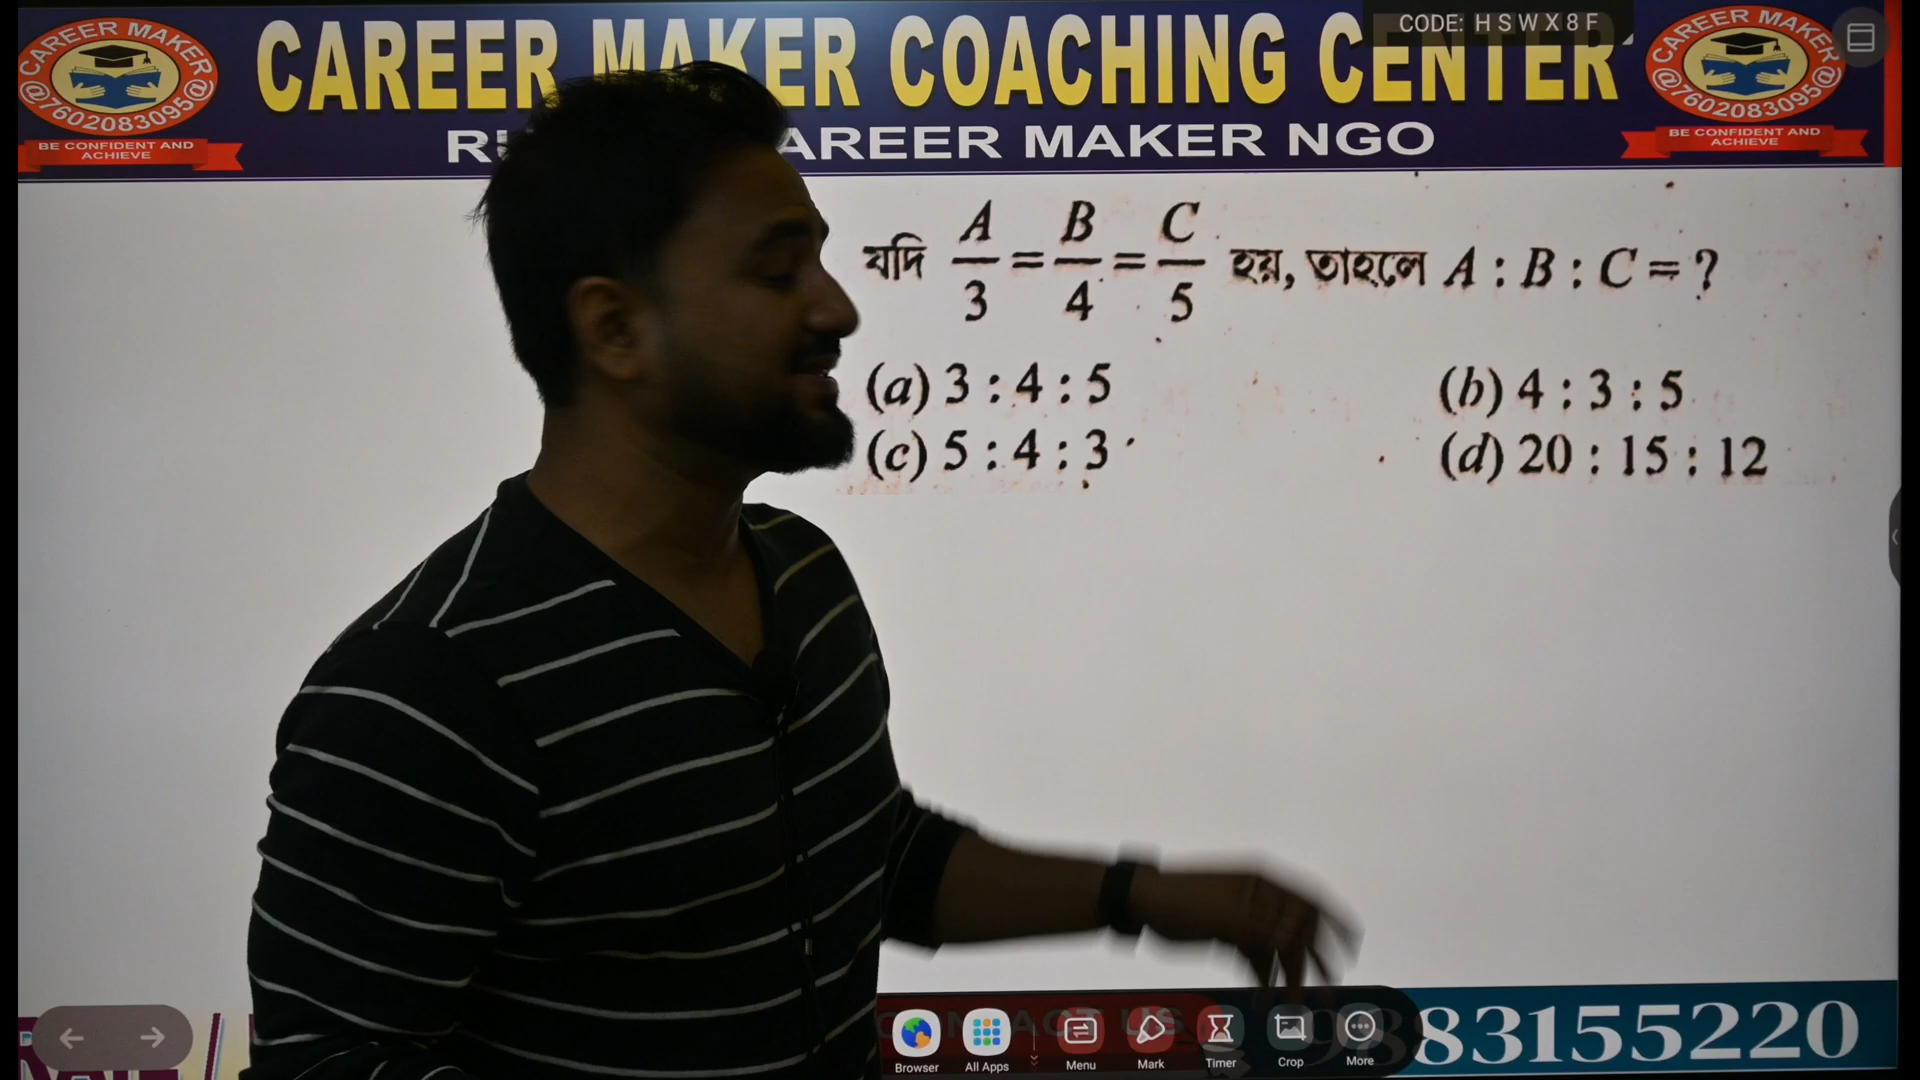 CAREER MAKER COACHING CENTER
CODE: HSWX8F
CAREER MAKER
@7602083095@
BE CONFIDENT AND
ACHIEVE
CAREER MAKER
@7602083095@
BE CONFIDENT AND
ACHIEVE
CAREER MAKER NGO
যদি A/3 = B/4 = C/5 হয়, তাহলে A : B : C = ?
(a) 3 : 4 : 5 (b) 4 : 3 : 5
(c) 5 : 4 : 3 (d) 20 : 15 : 12
83155220
Browser All Apps Menu Mark Timer Crop More